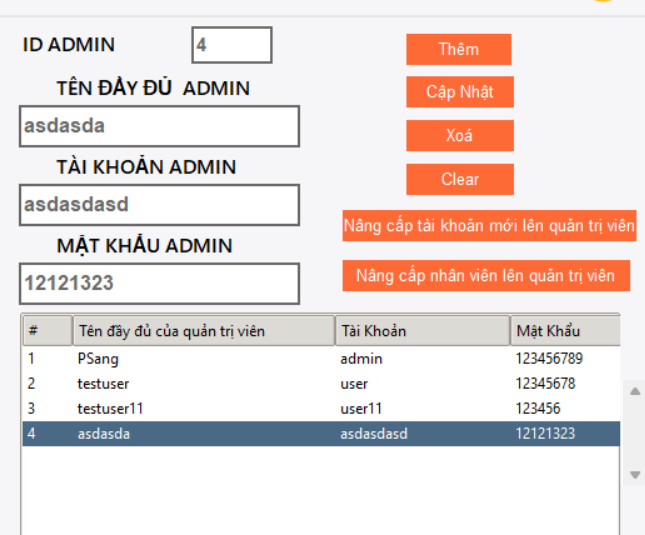 ID ADMIN 4
Thêm
TÊN ĐẦY ĐỦ ADMIN
Cập Nhật
asdasda
Xoá
TÀI KHOẢN ADMIN
Clear
asdasdasd
Nâng cấp tài khoản mới lên quản trị viên
MẬT KHẨU ADMIN
Nâng cấp nhân viên lên quản trị viên
12121323
# Tên đầy đủ của quản trị viên Tài Khoản Mật Khẩu
1 PSang admin 123456789
2 testuser user 12345678
3 testuser11 user11 123456
4 asdasda asdasdasd 12121323